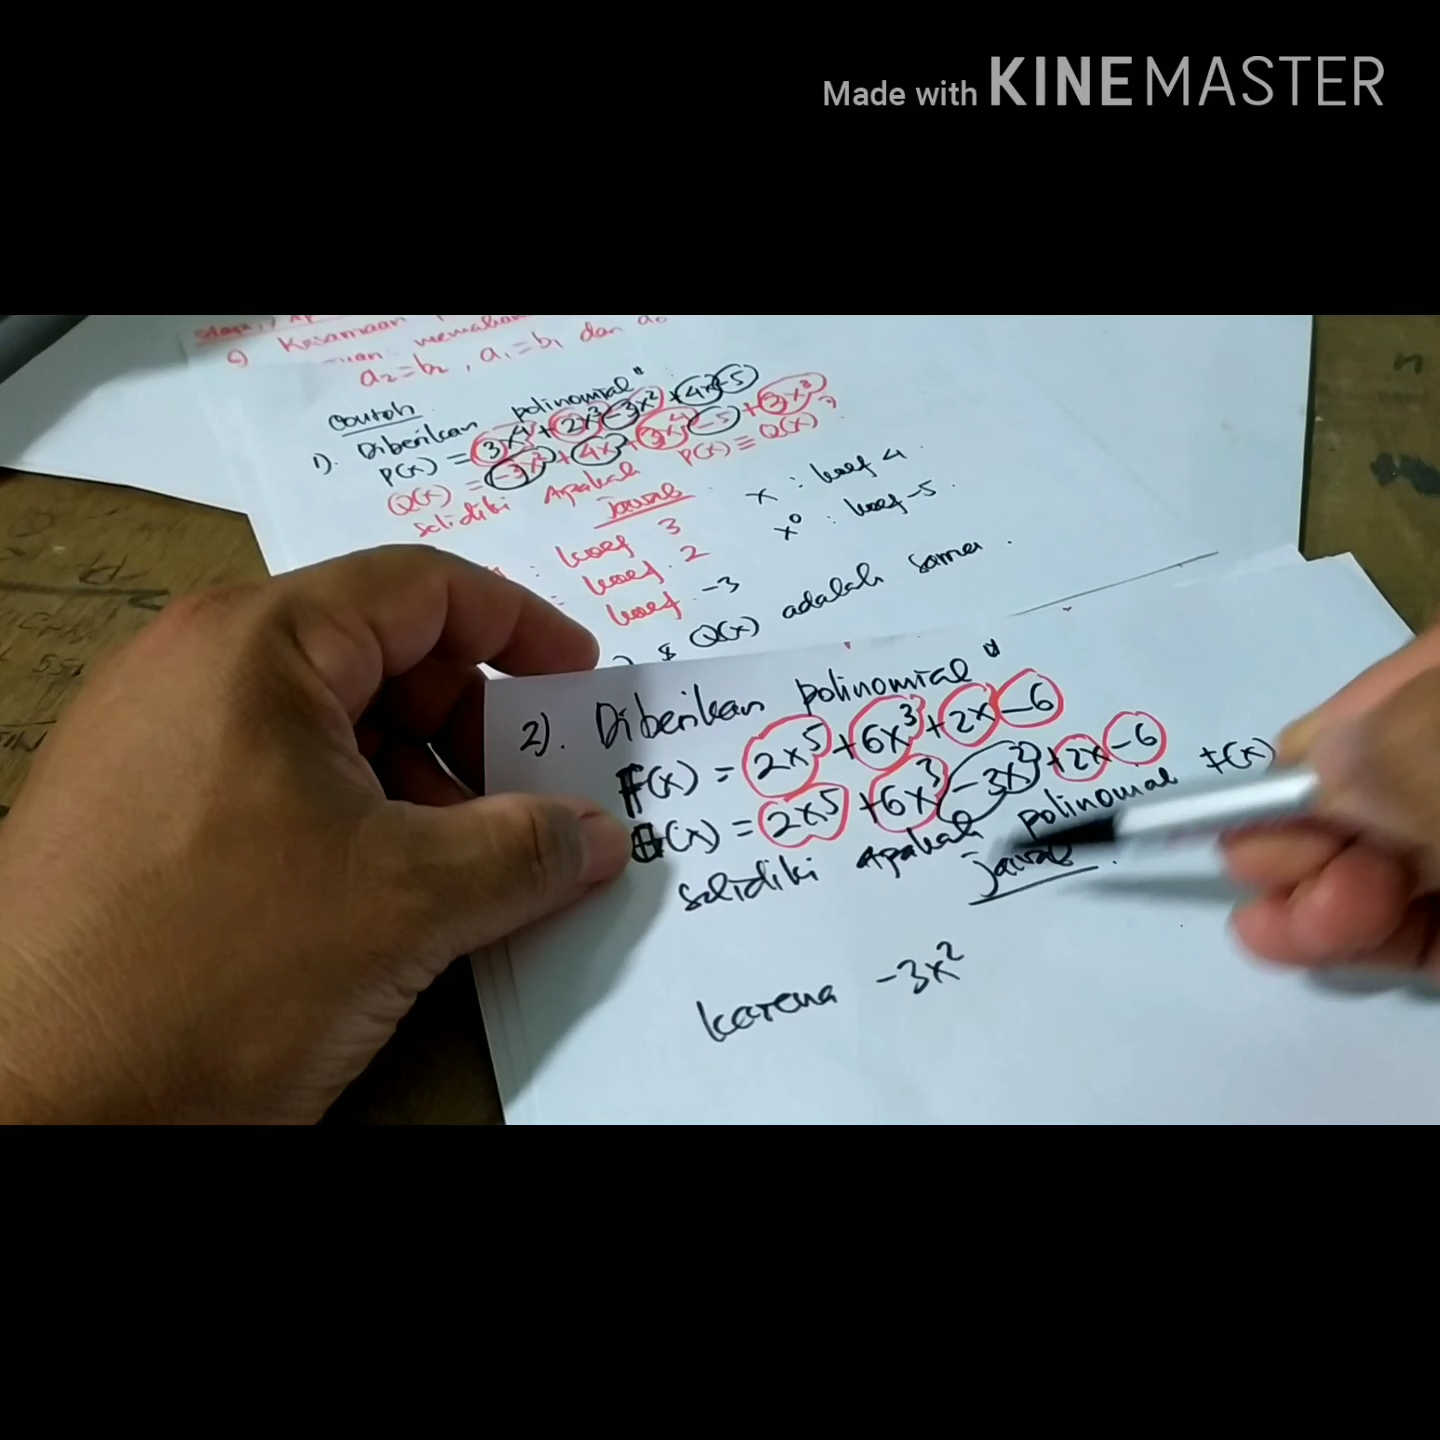 Made with KINEMASTER
c) Kesamaan
a₂=b₂, a₁=b₁ dan a₀
Contoh
1). Diberikan polinomial"
P(x) = 3x⁴ + 2x³ - 3x² + 4x - 5
Q(x) = -3x² + 4x + 3x⁴ - 5 + 3x³
Selidiki Apakah P(x) ≡ Q(x) ?
Jawab
: koef 3
: koef. 2
koef. -3
x : koef 4.
x⁰ : koef -5.
& Q(x) adalah sama.
2). Diberikan polinomial"
F(x) = 2x⁵ + 6x³ + 2x - 6
(x) = 2x⁵ + 6x³ - 3x² + 2x - 6
Selidiki Apakah polinomial F(x)
Jawab.
karena -3x²